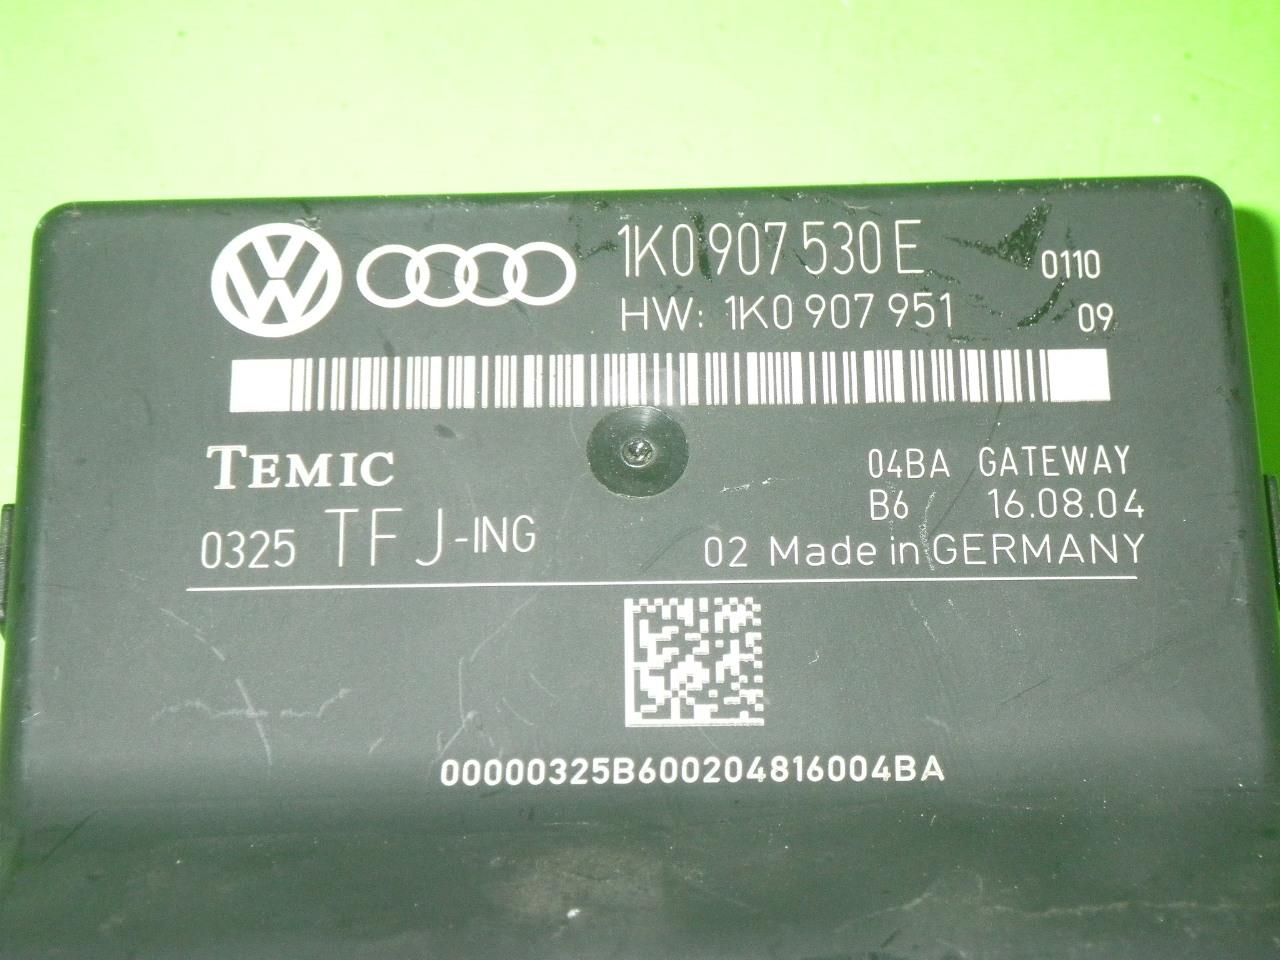 1K0 907 530 E 0110
HW: 1K0 907 951 09
TEMIC
04BA GATEWAY
B6 16.08.04
0325 TFJ-ING 02 Made in GERMANY
00000325B600204816004BA